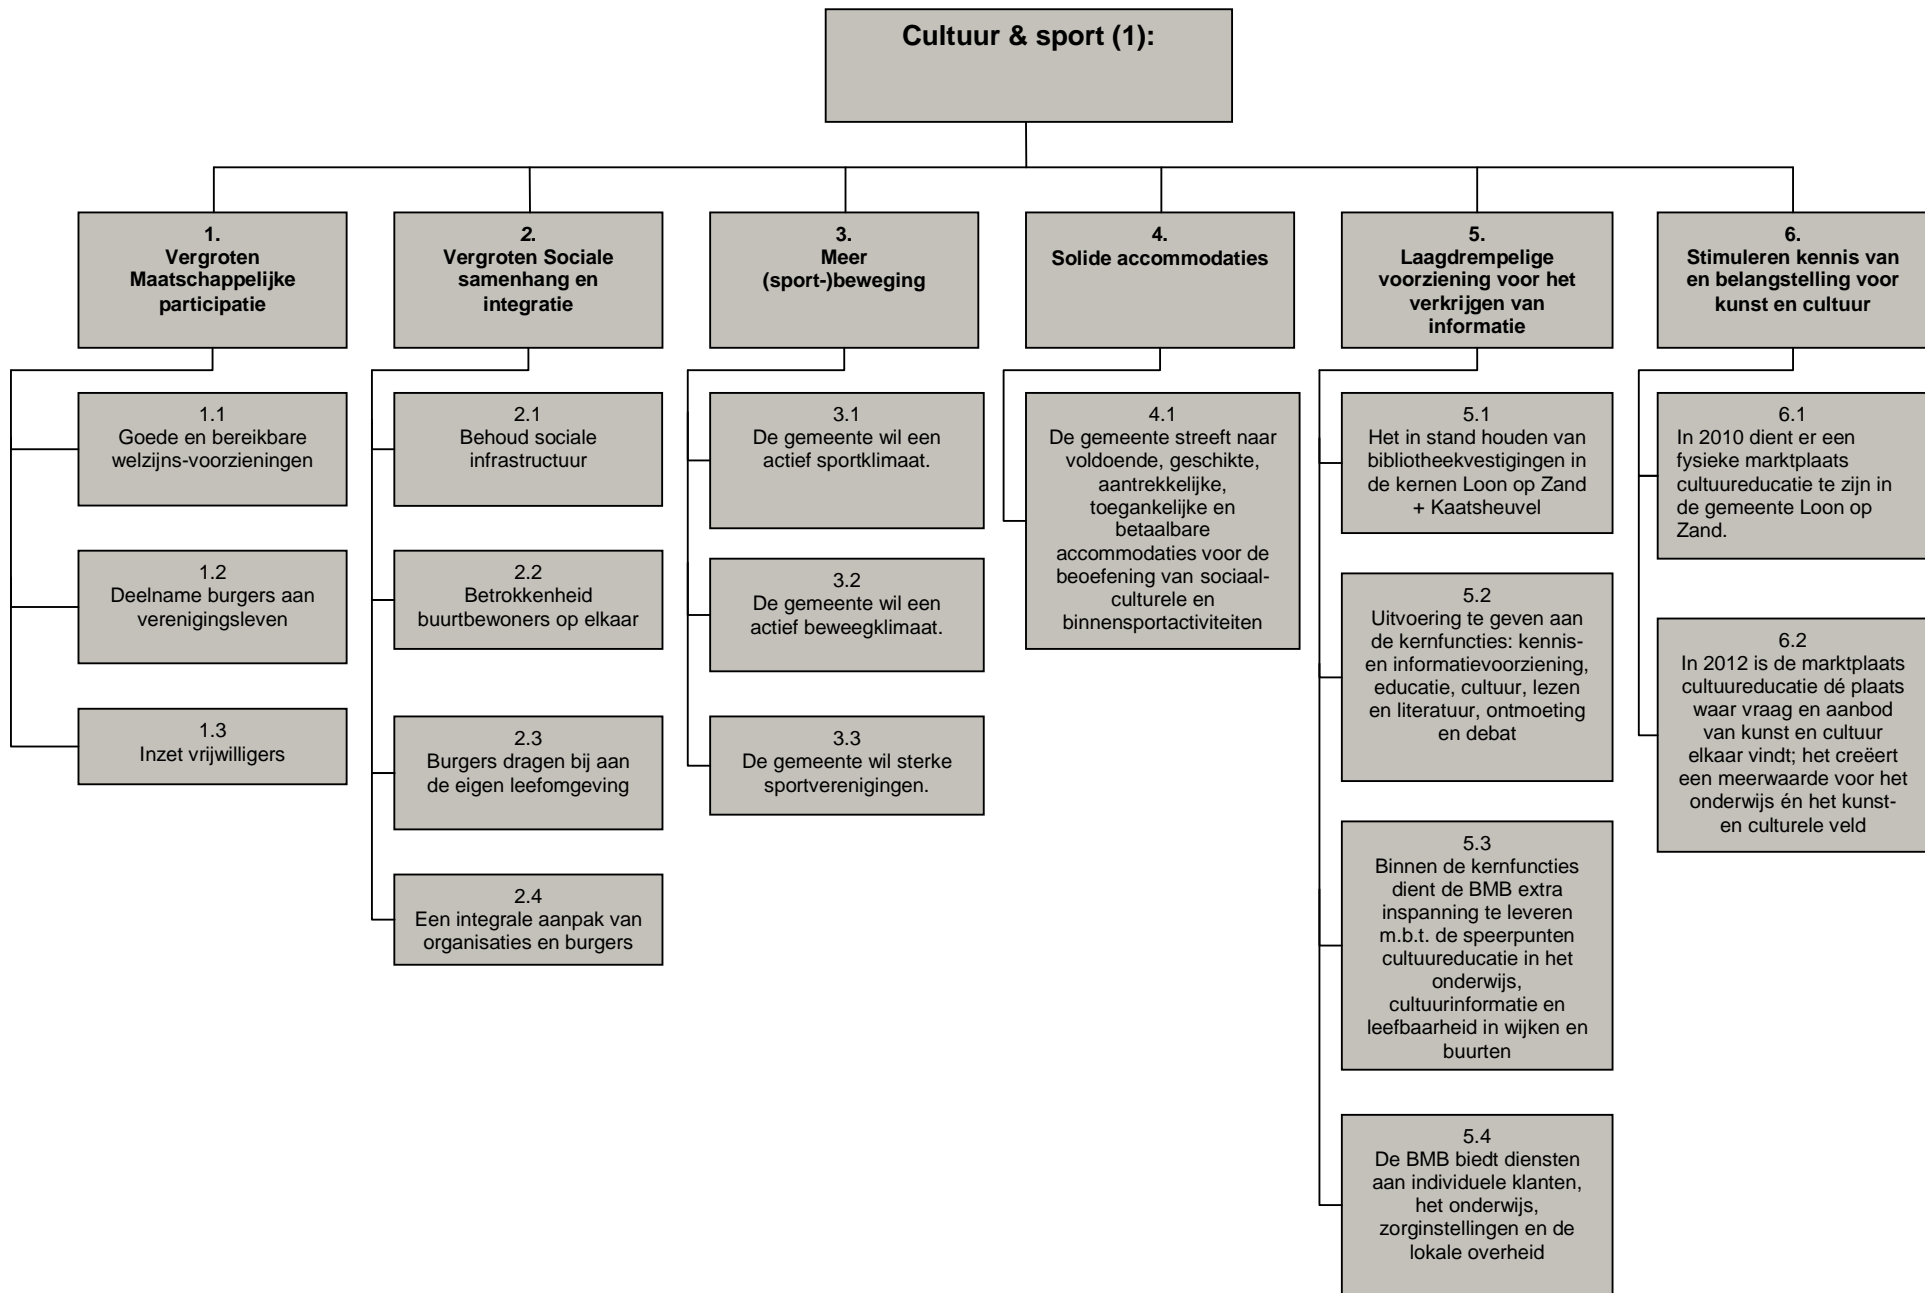 Cultuur & sport (1):
1.
Vergroten
Maatschappelijke
participatie
1.1
Goede en bereikbare
welzijns-voorzieningen
1.2
Deelname burgers aan
verenigingsleven
1.3
Inzet vrijwilligers
2.
Vergroten Sociale
samenhang en
integratie
2.1
Behoud sociale
infrastructuur
2.2
Betrokkenheid
buurtbewoners op elkaar
2.3
Burgers dragen bij aan
de eigen leefomgeving
2.4
Een integrale aanpak van
organisaties en burgers
3.
Meer
(sport-)beweging
3.1
De gemeente wil een
actief sportklimaat.
3.2
De gemeente wil een
actief beweegklimaat.
3.3
De gemeente wil sterke
sportverenigingen.
4.
Solide accommodaties
4.1
De gemeente streeft naar
voldoende, geschikte,
aantrekkelijke,
toegankelijke en
betaalbare
accommodaties voor de
beoefening van sociaal-
culturele en
binnensportactiviteiten
5.
Laagdrempelige
voorziening voor het
verkrijgen van
informatie
5.1
Het in stand houden van
bibliotheekvestigingen in
de kernen Loon op Zand
+ Kaatsheuvel
5.2
Uitvoering te geven aan
de kernfuncties: kennis-
en informatievoorziening,
educatie, cultuur, lezen
en literatuur, ontmoeting
en debat
5.3
Binnen de kernfuncties
dient de BMB extra
inspanning te leveren
m.b.t. de speerpunten
cultuureducatie in het
onderwijs,
cultuurinformatie en
leefbaarheid in wijken en
buurten
5.4
De BMB biedt diensten
aan individuele klanten,
het onderwijs,
zorginstellingen en de
lokale overheid
6.
Stimuleren kennis van
en belangstelling voor
kunst en cultuur
6.1
In 2010 dient er een
fysieke marktplaats
cultuureducatie te zijn in
de gemeente Loon op
Zand.
6.2
In 2012 is de marktplaats
cultuureducatie dé plaats
waar vraag en aanbod
van kunst en cultuur
elkaar vindt; het creëert
een meerwaarde voor het
onderwijs én het kunst-
en culturele veld